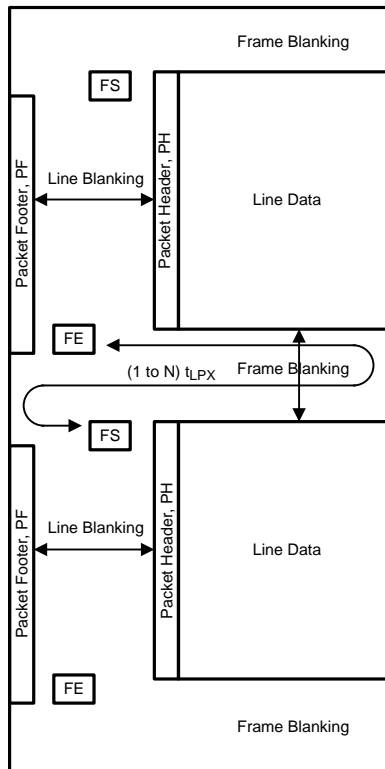 Frame Blanking
FS
Packet Footer, PF
Line Blanking
Packet Header, PH
Line Data
FE
(1 to N) tLPX
Frame Blanking
FS
Packet Footer, PF
Line Blanking
Packet Header, PH
Line Data
FE
Frame Blanking